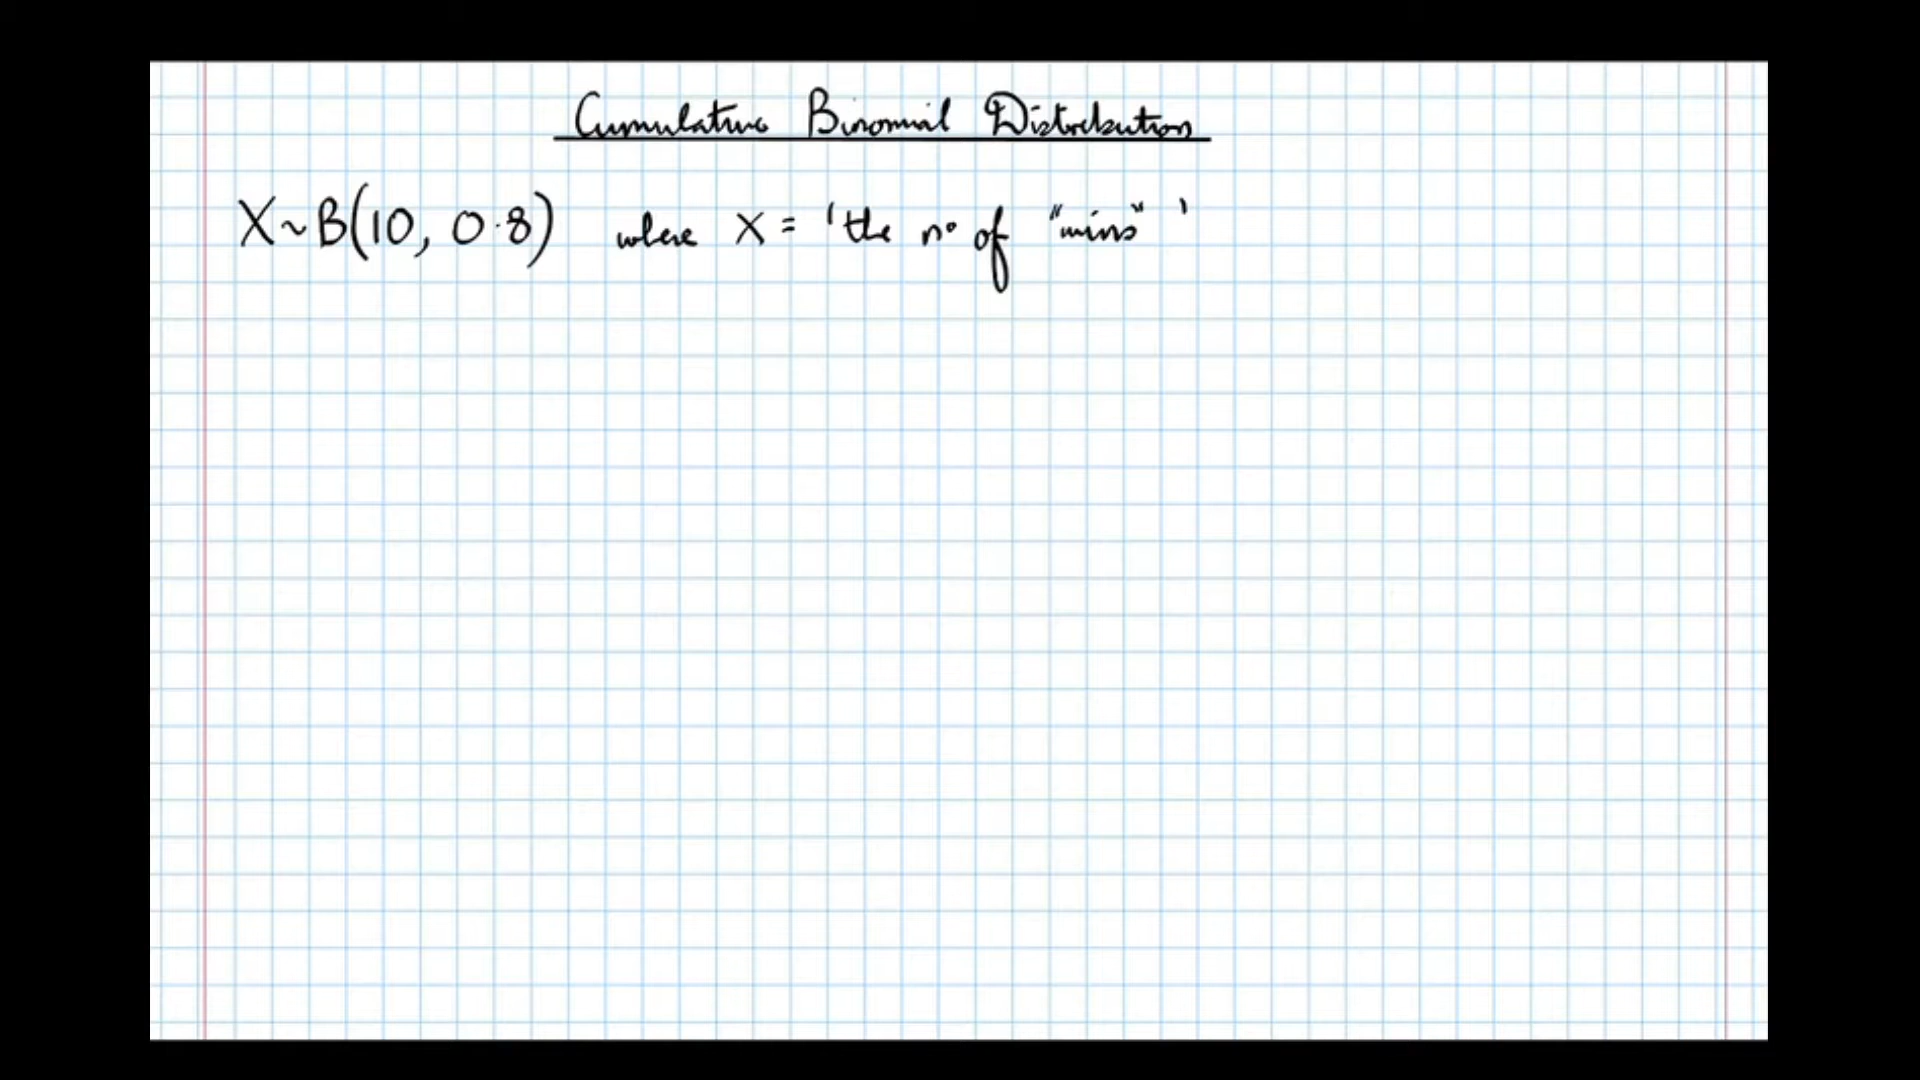 Cumulative Binomial Distribution
X~B(10, 0·8) where X = 'the nº of "wins" '